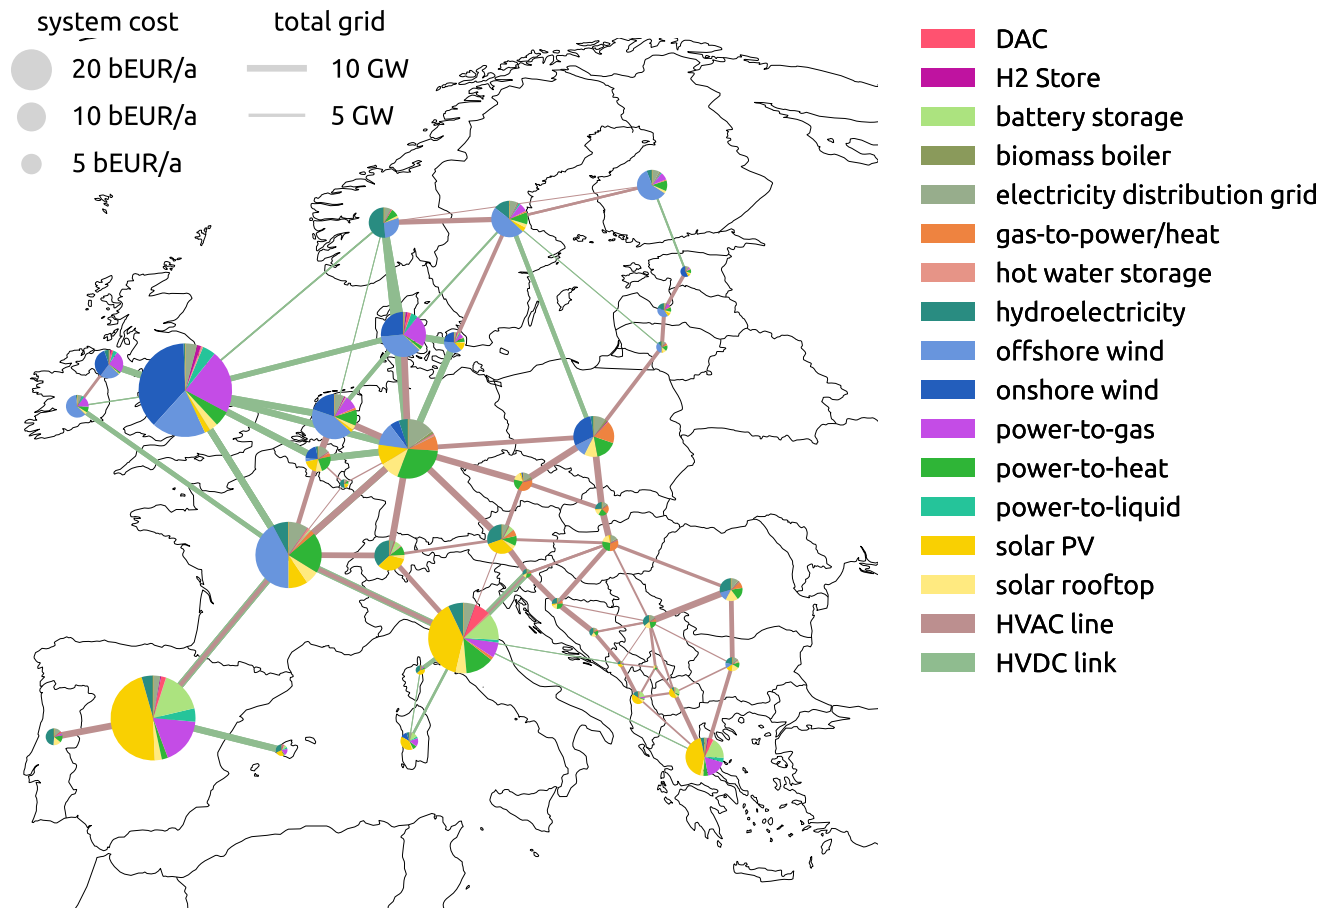 system cost
total grid
20 bEUR/a
10 GW
10 bEUR/a
5 GW
5 bEUR/a
DAC
H2 Store
battery storage
biomass boiler
electricity distribution grid
gas-to-power/heat
hot water storage
hydroelectricity
offshore wind
onshore wind
power-to-gas
power-to-heat
power-to-liquid
solar PV
solar rooftop
HVAC line
HVDC link